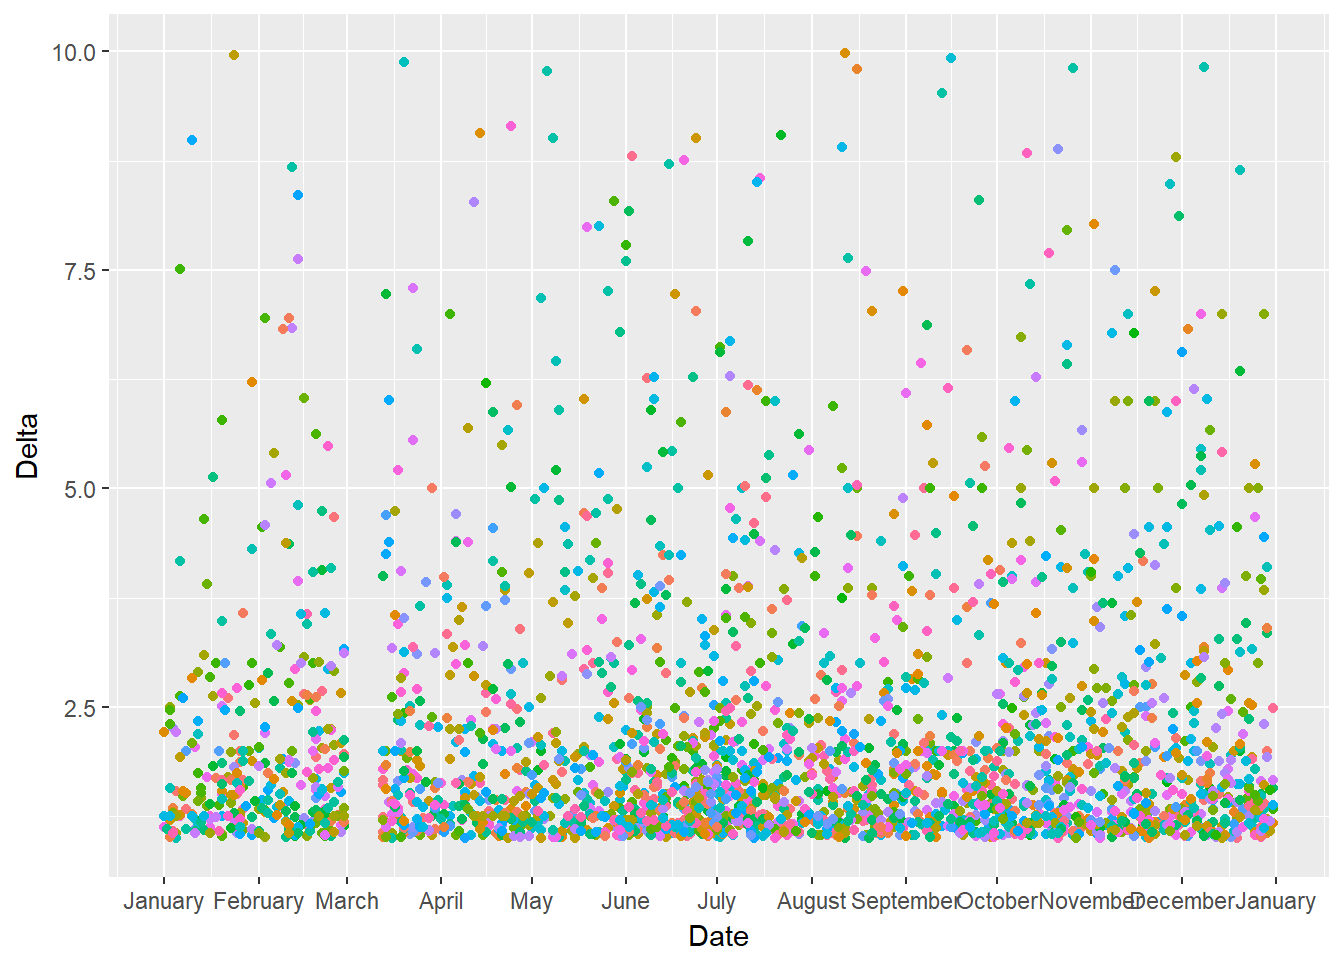 10.0
7.5
5.0
2.5
Delta
January February March April May June July August September October November December January
Date